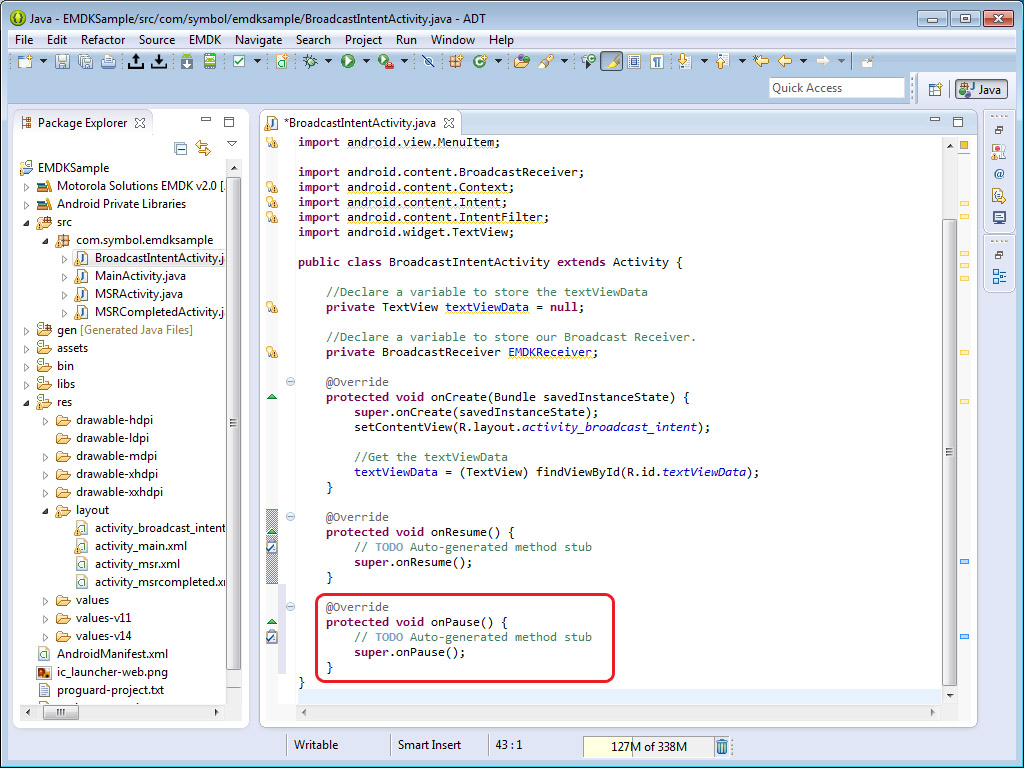 Java - EMDKSample/src/com/symbol/emdksample/BroadcastIntentActivity.java - ADT
File Edit Refactor Source EMDK Navigate Search Project Run Window Help
Quick Access
Java
Package Explorer
EMDKSample
Motorola Solutions EMDK v2.0 [
Android Private Libraries
src
com.symbol.emdksample
BroadcastIntentActivity.j
MainActivity.java
MSRActivity.java
MSRCompletedActivity.j
gen [Generated Java Files]
assets
bin
libs
res
drawable-hdpi
drawable-ldpi
drawable-mdpi
drawable-xhdpi
drawable-xxhdpi
layout
activity_broadcast_intent
activity_main.xml
activity_msr.xml
activity_msrcompleted.x
values
values-v11
values-v14
AndroidManifest.xml
ic_launcher-web.png
proguard-project.txt
*BroadcastIntentActivity.java
import android.view.MenuItem;
import android.content.BroadcastReceiver;
import android.content.Context;
import android.content.Intent;
import android.content.IntentFilter;
import android.widget.TextView;
public class BroadcastIntentActivity extends Activity {
//Declare a variable to store the textViewData
private TextView textViewData = null;
//Declare a variable to store our Broadcast Receiver.
private BroadcastReceiver EMDKReceiver;
@Override
protected void onCreate(Bundle savedInstanceState) {
super.onCreate(savedInstanceState);
setContentView(R.layout.activity_broadcast_intent);
//Get the textViewData
textViewData = (TextView) findViewById(R.id.textViewData);
}
@Override
protected void onResume() {
// TODO Auto-generated method stub
super.onResume();
}
@Override
protected void onPause() {
// TODO Auto-generated method stub
super.onPause();
}
}
Writable
Smart Insert
43 : 1
127M of 338M